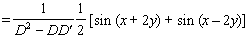 = 1/(D² – DD′) 1/2 [sin (x + 2y) + sin (x – 2y)]